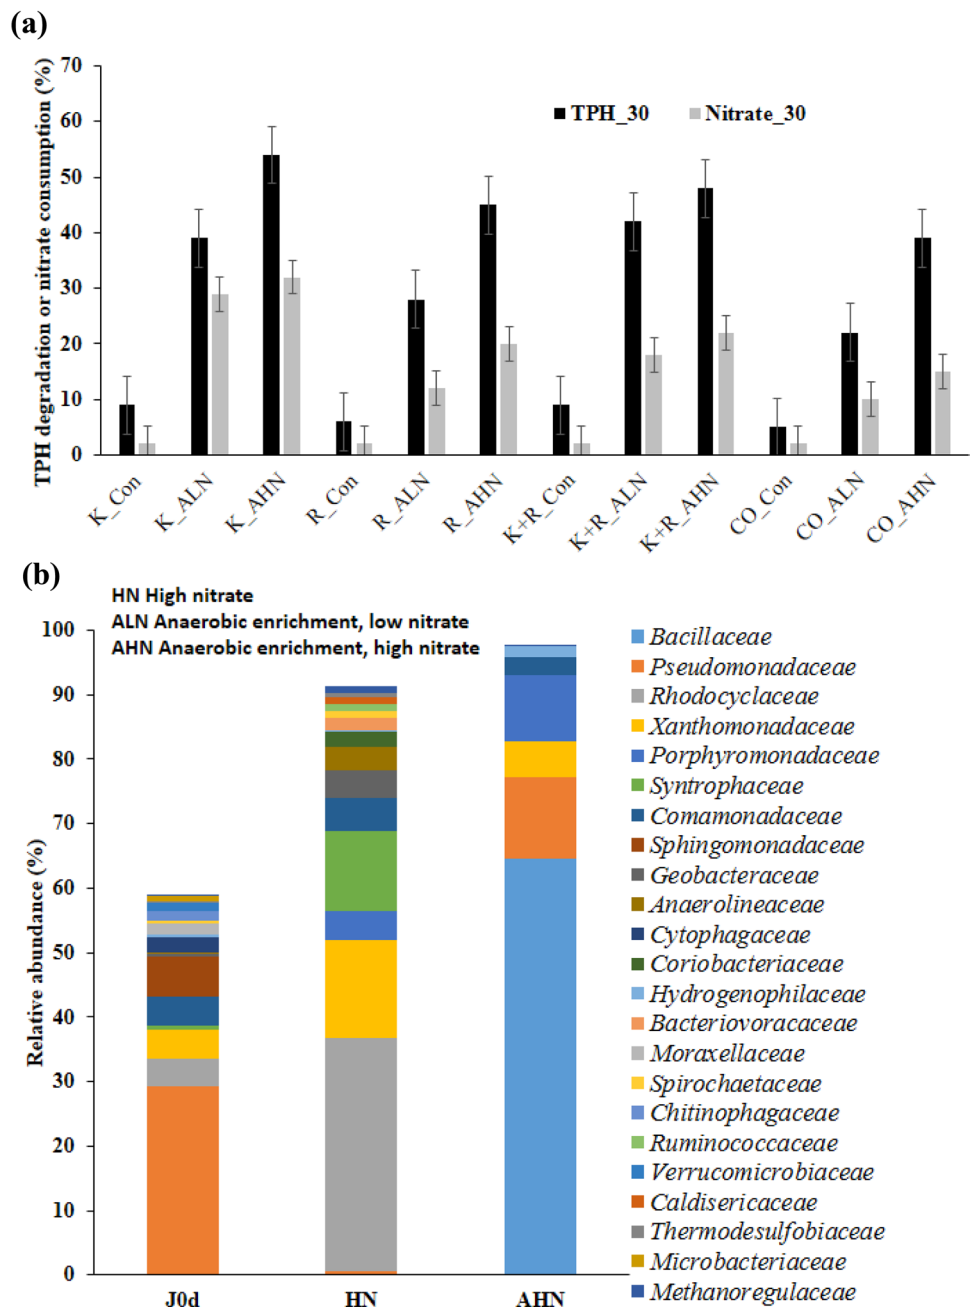 (a)
TPH degradation or nitrate consumption (%)
70
60
50
40
30
20
10
0
TPH_30 Nitrate_30
K_Con K_ALN K_AHN R_Con R_ALN R_AHN K+R_Con K+R_ALN K+R_AHN CO_Con CO_ALN CO_AHN
(b)
HN High nitrate
ALN Anaerobic enrichment, low nitrate
AHN Anaerobic enrichment, high nitrate
Relative abundance (%)
100
90
80
70
60
50
40
30
20
10
0
J0d HN AHN
Bacillaceae
Pseudomonadaceae
Rhodocyclaceae
Xanthomonadaceae
Porphyromonadaceae
Syntrophaceae
Comamonadaceae
Sphingomonadaceae
Geobacteraceae
Anaerolineaceae
Cytophagaceae
Coriobacteriaceae
Hydrogenophilaceae
Bacteriovoracaceae
Moraxellaceae
Spirochaetaceae
Chitinophagaceae
Ruminococcaceae
Verrucomicrobiaceae
Caldisericaceae
Thermodesulfobiaceae
Microbacteriaceae
Methanoregulaceae